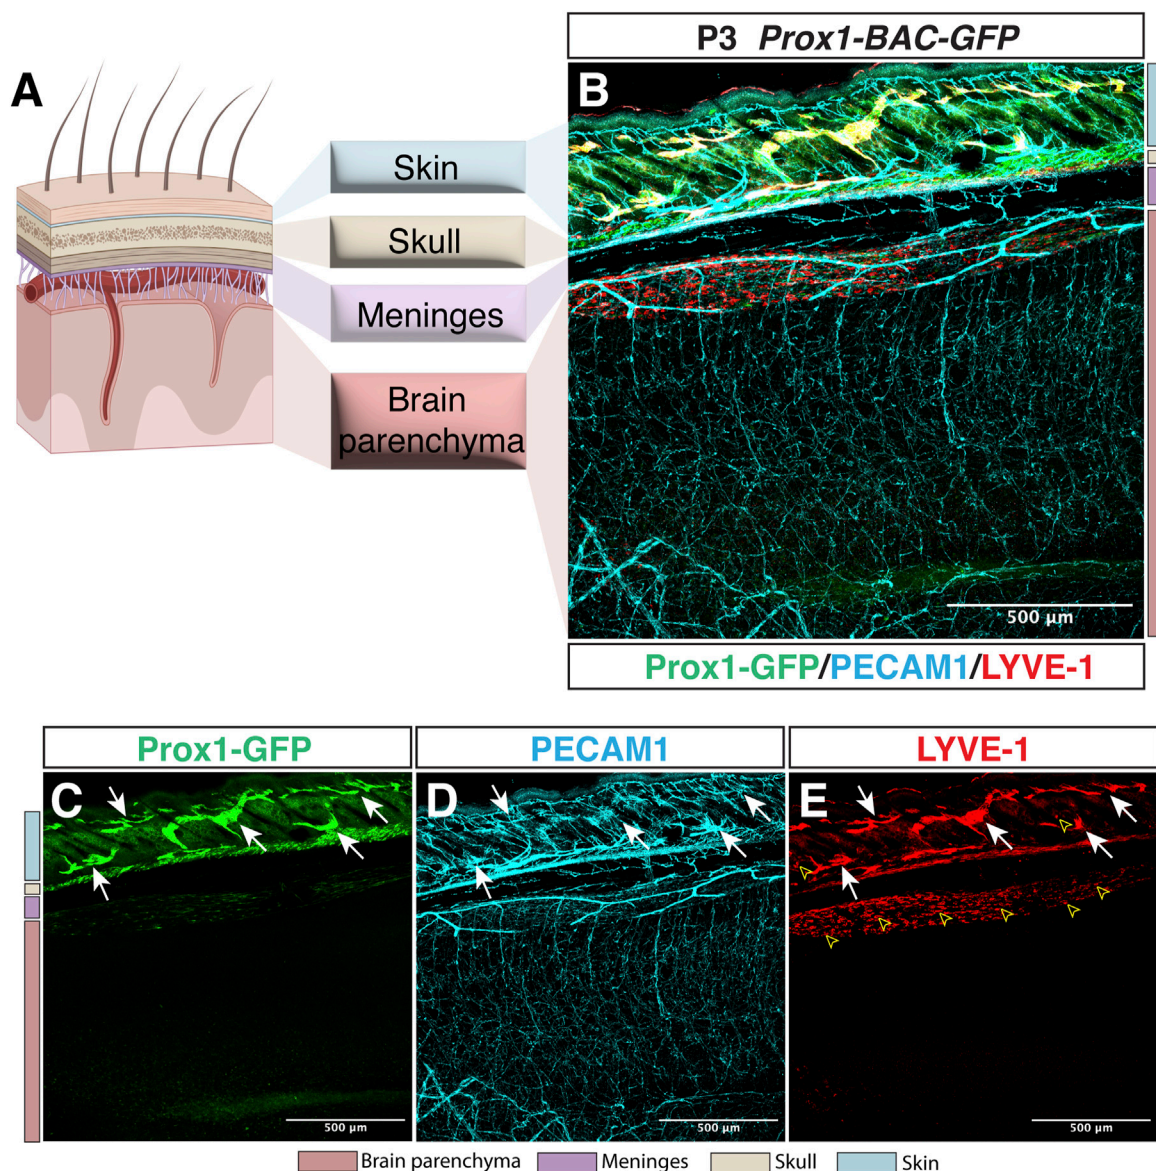 A
Skin
Skull
Meninges
Brain
parenchyma
P3 Prox1-BAC-GFP
B
500 µm
Prox1-GFP/PECAM1/LYVE-1
Prox1-GFP
PECAM1
LYVE-1
C
D
E
500 µm
500 µm
500 µm
Brain parenchyma
Meninges
Skull
Skin